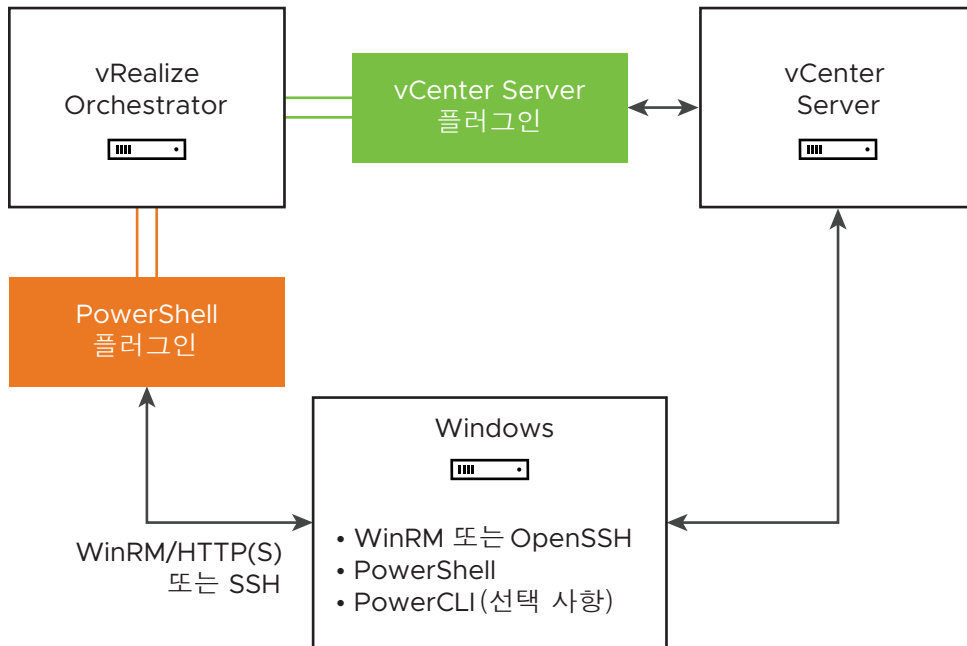 vRealize
Orchestrator
vCenter Server
플러그인
vCenter
Server
PowerShell
플러그인
Windows
WinRM/HTTP(S)
또는 SSH
• WinRM 또는 OpenSSH
• PowerShell
• PowerCLI(선택 사항)